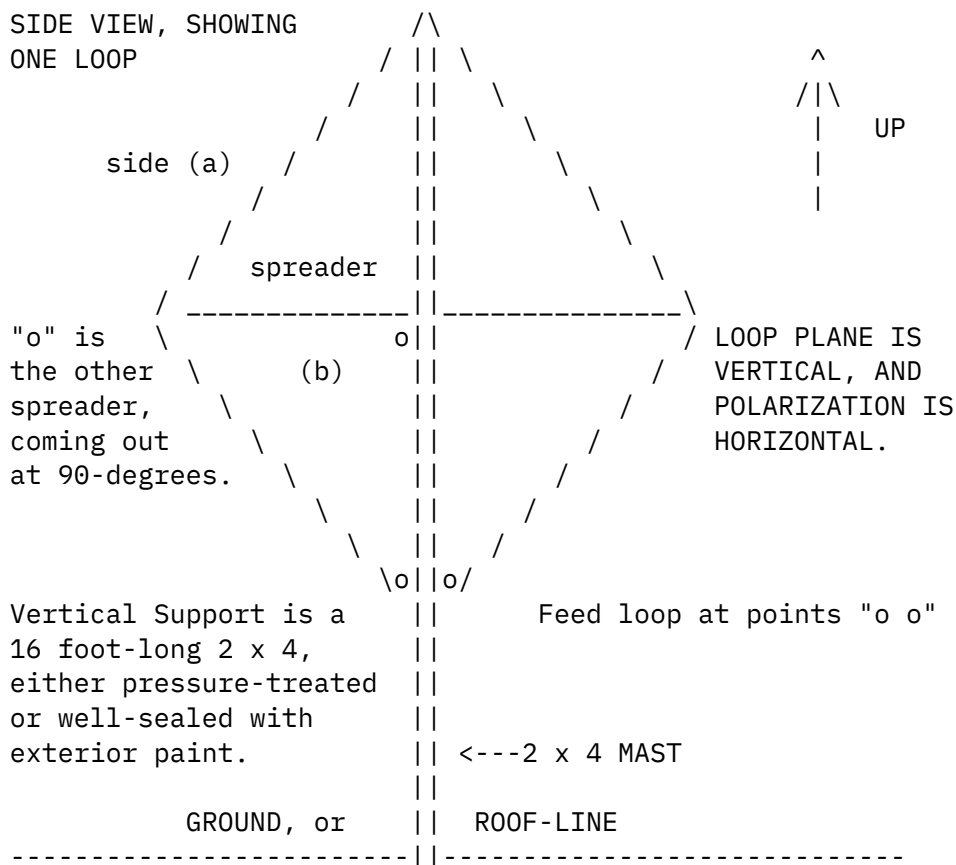 SIDE VIEW, SHOWING
ONE LOOP
UP
side (a)
spreader
"o" is o LOOP PLANE IS
the other (b) VERTICAL, AND
spreader, POLARIZATION IS
coming out HORIZONTAL.
at 90-degrees.
o o
Vertical Support is a Feed loop at points "o o"
16 foot-long 2 x 4,
either pressure-treated
or well-sealed with
exterior paint. <---2 x 4 MAST
GROUND, or ROOF-LINE